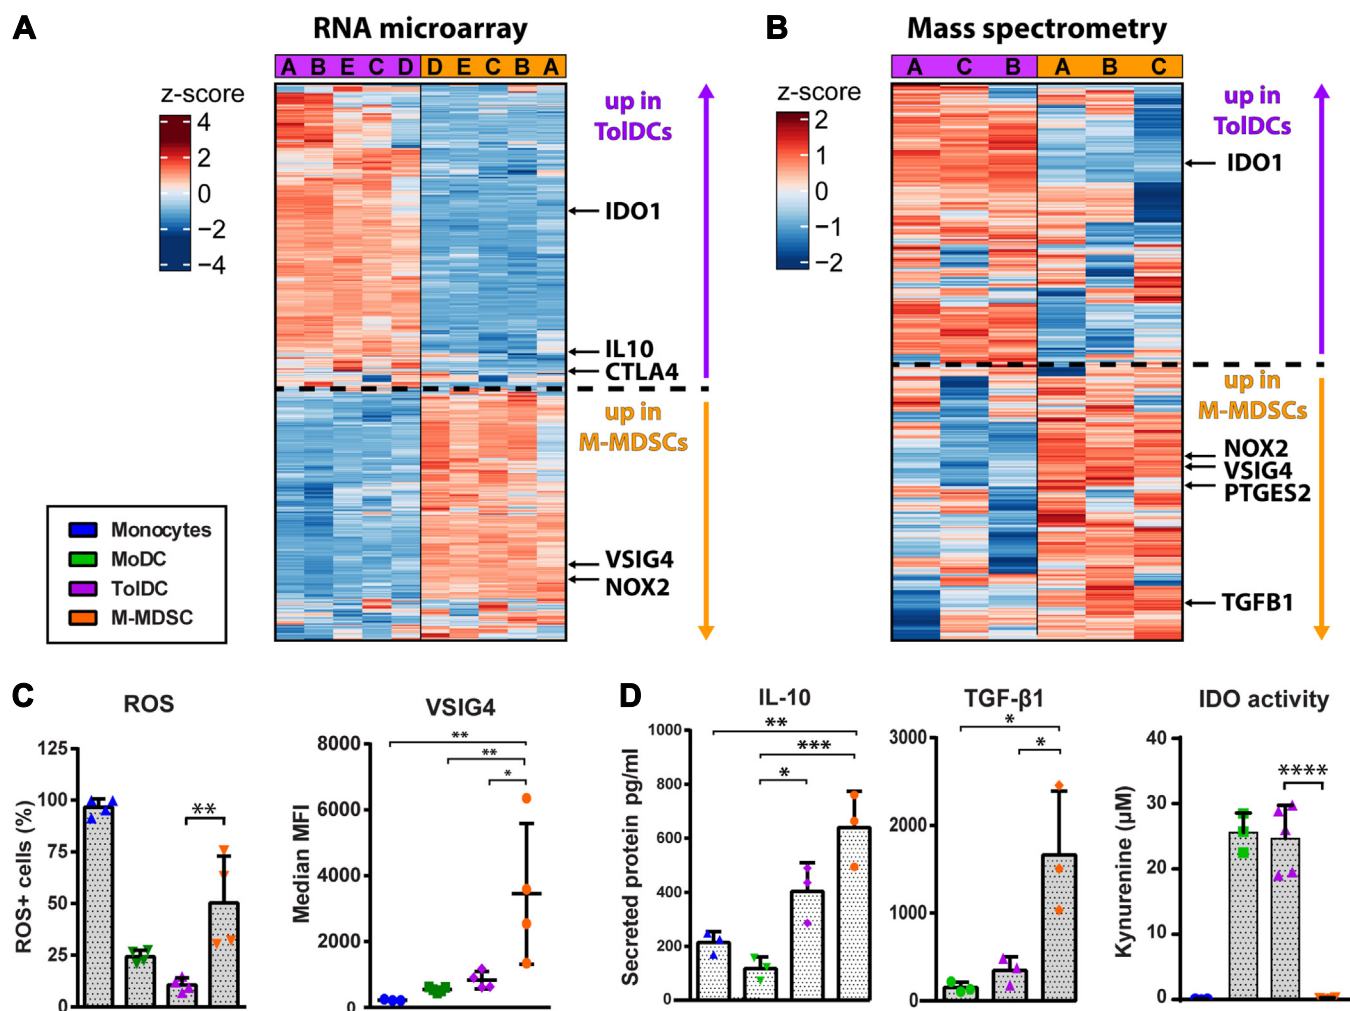 A
RNA microarray
A B E C D D E C B A
z-score
4
2
0
−2
−4
up in
TolDCs
IDO1
IL10
CTLA4
up in
M-MDSCs
VSIG4
NOX2
Monocytes
MoDC
TolDC
M-MDSC
B
Mass spectrometry
A C B A B C
z-score
2
1
0
−1
−2
up in
TolDCs
IDO1
up in
M-MDSCs
NOX2
VSIG4
PTGES2
TGFB1
C
ROS
ROS+ cells (%)
125
100
75
50
25
0
**
VSIG4
Median MFI
8000
6000
4000
2000
0
**
**
*
D
IL-10
Secreted protein pg/ml
1000
800
600
400
200
0
**
***
*
TGF-β1
3000
2000
1000
0
*
*
IDO activity
Kynurenine (µM)
40
30
20
10
0
****